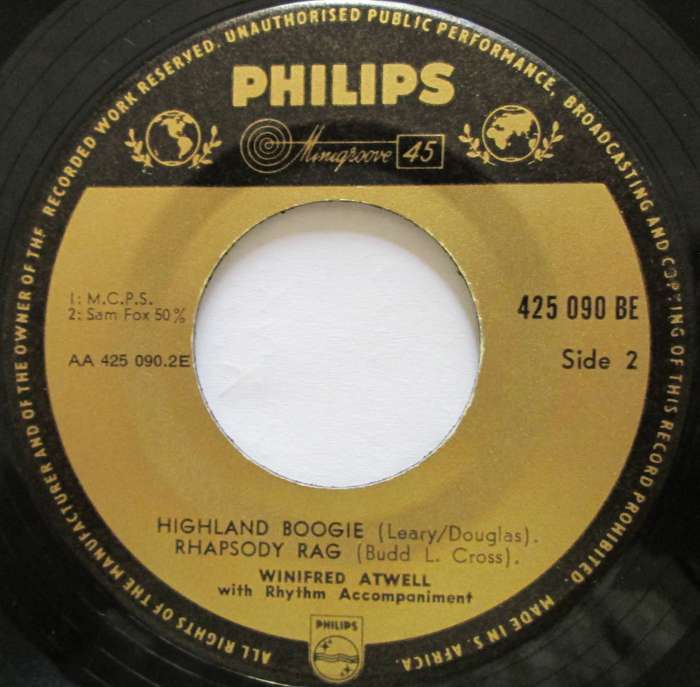 ALL RIGHTS OF THE MANUFACTURER AND OF THE OWNER OF THE RECORDED WORK RESERVED. UNAUTHORISED PUBLIC PERFORMANCE, BROADCASTING AND COPYING OF THIS RECORD PROHIBITED. MADE IN S. AFRICA.
PHILIPS
Minigroove 45
1: M.C.P.S.
2: Sam Fox 50%
425 090 BE
AA 425 090.2E
Side 2
HIGHLAND BOOGIE (Leary/Douglas).
RHAPSODY RAG (Budd L. Cross).
WINIFRED ATWELL
with Rhythm Accompaniment
PHILIPS